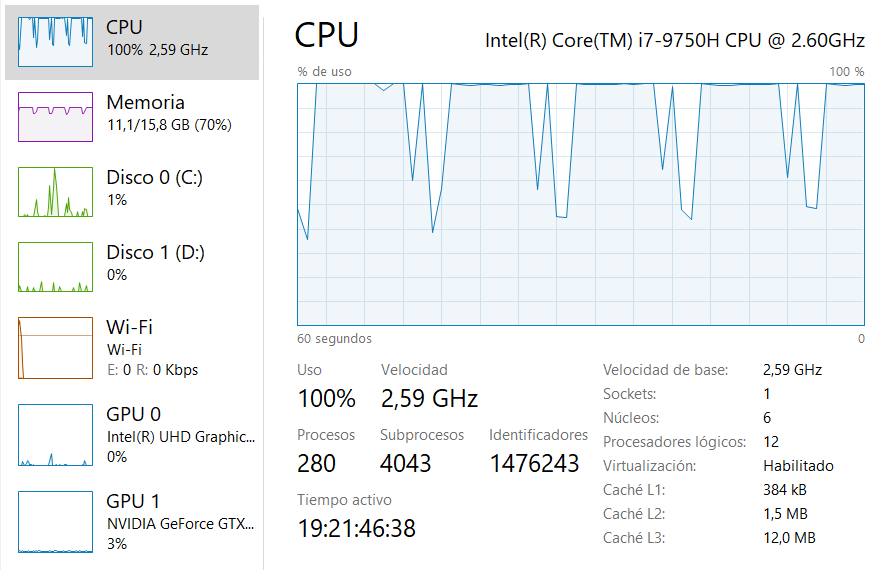 CPU
100% 2,59 GHz
Memoria
11,1/15,8 GB (70%)
Disco 0 (C:)
1%
Disco 1 (D:)
0%
Wi-Fi
Wi-Fi
E: 0 R: 0 Kbps
GPU 0
Intel(R) UHD Graphic...
0%
GPU 1
NVIDIA GeForce GTX...
3%
CPU
Intel(R) Core(TM) i7-9750H CPU @ 2.60GHz
% de uso 100 %
60 segundos 0
Uso Velocidad
100% 2,59 GHz
Procesos Subprocesos Identificadores
280 4043 1476243
Tiempo activo
19:21:46:38
Velocidad de base: 2,59 GHz
Sockets: 1
Núcleos: 6
Procesadores lógicos: 12
Virtualización: Habilitado
Caché L1: 384 kB
Caché L2: 1,5 MB
Caché L3: 12,0 MB